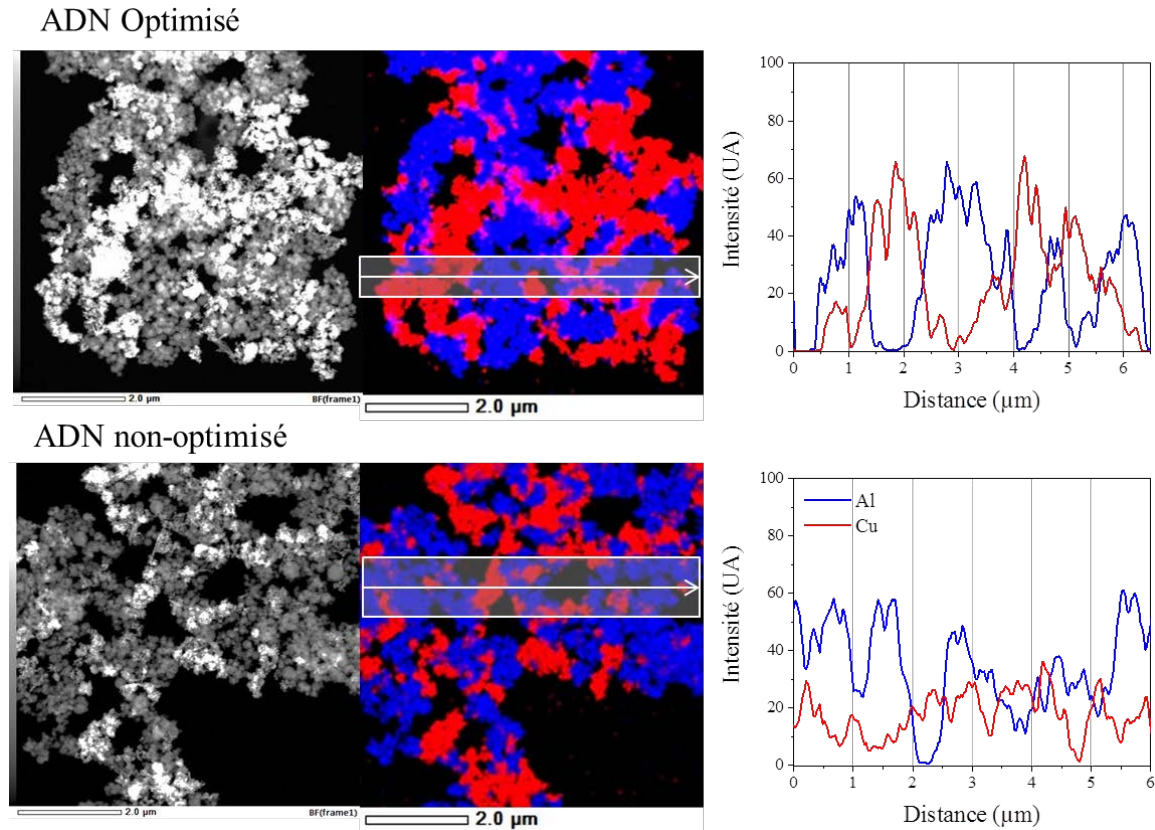 ADN Optimisé
2.0 µm
BF(frame1)
2.0 µm
100
80
60
40
20
0
Intensité (UA)
0 1 2 3 4 5 6
Distance (µm)
ADN non-optimisé
2.0 µm
BF(frame1)
2.0 µm
100
80
60
40
20
0
Intensité (UA)
Al
Cu
0 1 2 3 4 5 6
Distance (µm)